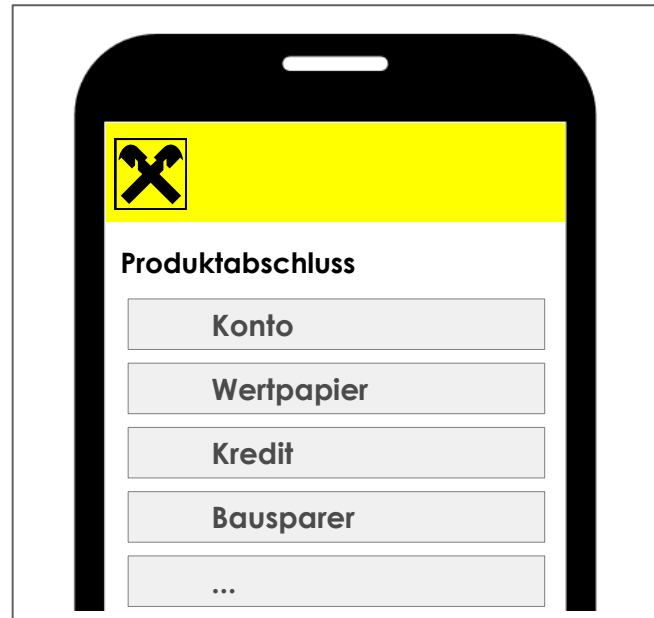 Produktabschluss
Konto
Wertpapier
Kredit
Bausparer
...